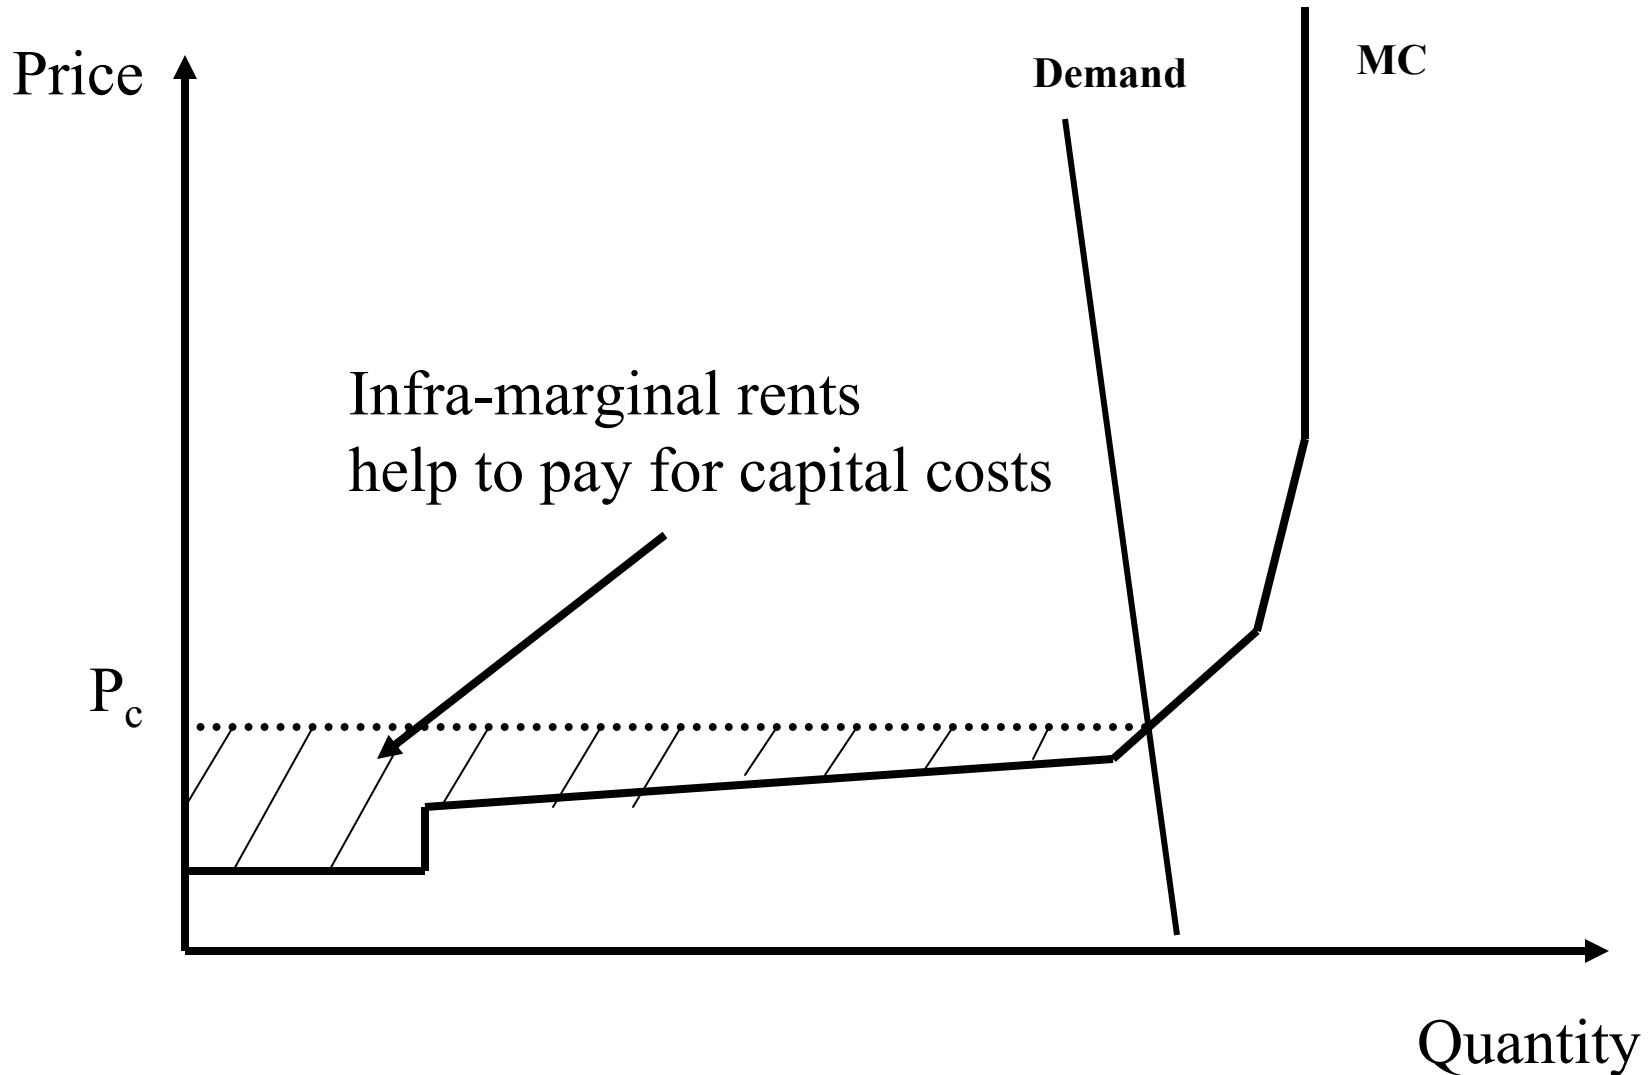 Price
Demand
MC
Infra-marginal rents
help to pay for capital costs
Pc
Quantity